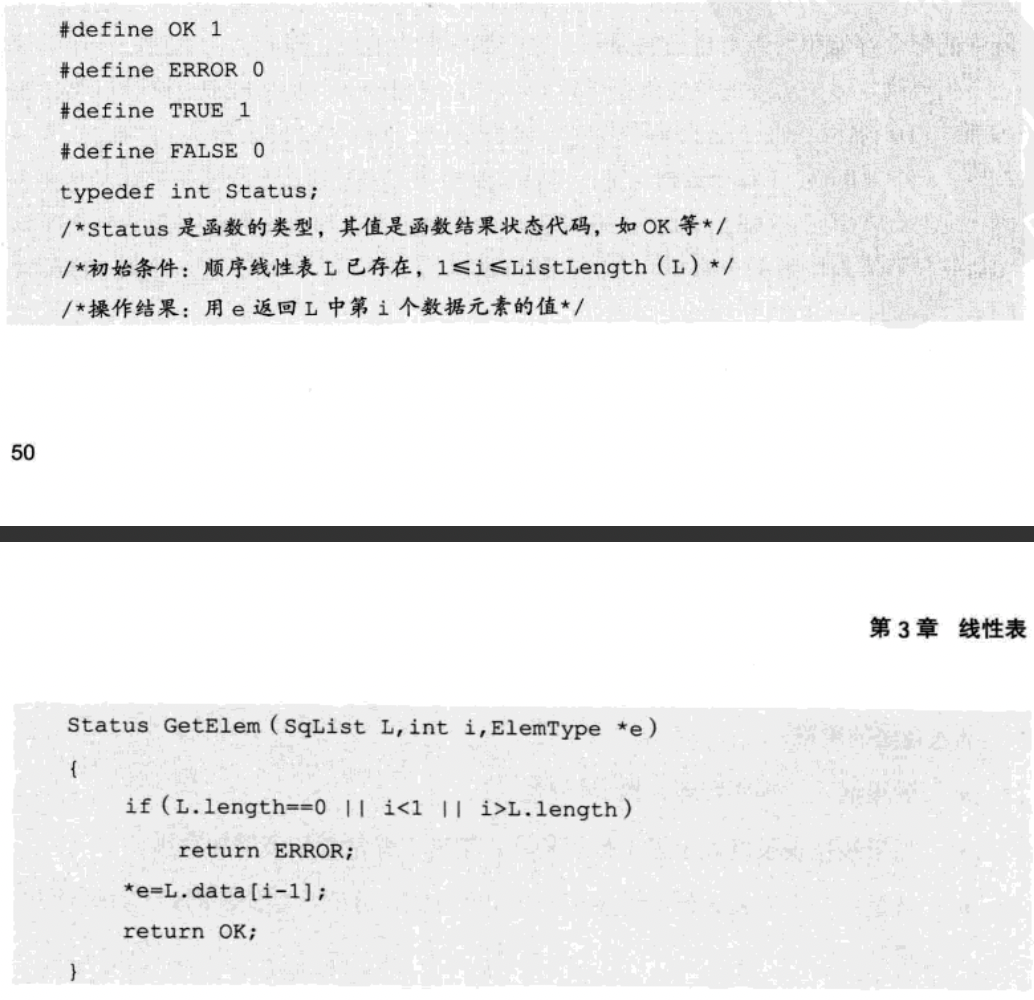 #define OK 1
#define ERROR 0
#define TRUE 1
#define FALSE 0
typedef int Status;
/*Status 是函数的类型，其值是函数结果状态代码，如 OK 等*/
/*初始条件：顺序线性表 L 已存在，1≤i≤ListLength（L）*/
/*操作结果：用 e 返回 L 中第 i 个数据元素的值*/
50
第 3 章 线性表
Status GetElem（SqList L,int i,ElemType *e）
{
if（L.length==0 || i<1 || i>L.length）
return ERROR;
*e=L.data[i-1];
return OK;
}